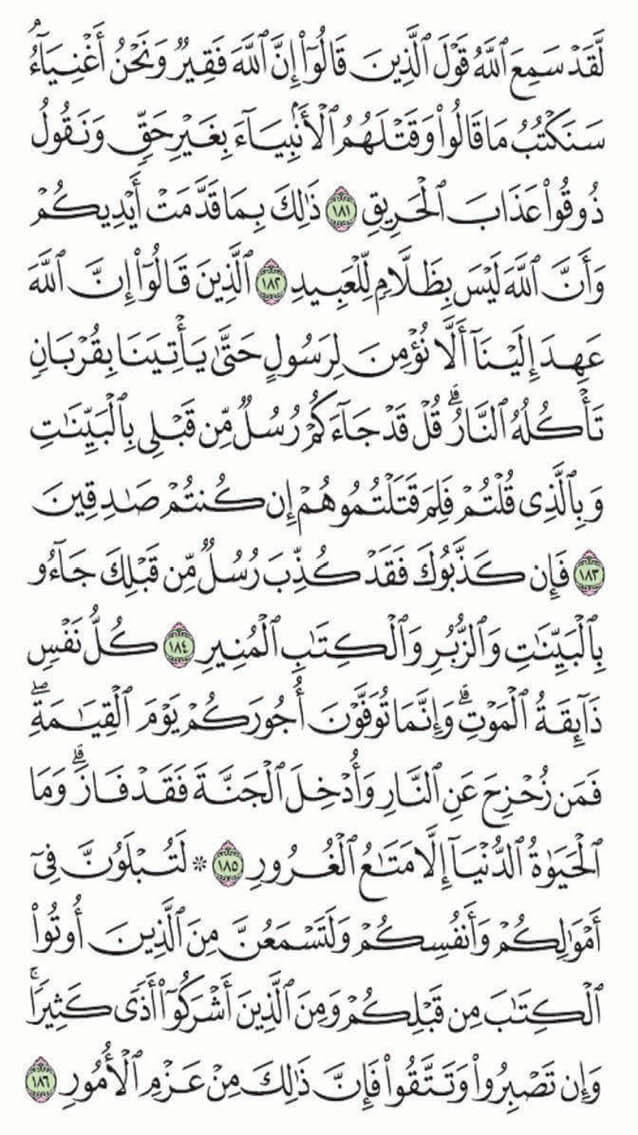 لَّقَدْ سَمِعَ ٱللَّهُ قَوْلَ ٱلَّذِينَ قَالُوٓا۟ إِنَّ ٱللَّهَ فَقِيرٌ وَنَحْنُ أَغْنِيَآءُ
سَنَكْتُبُ مَا قَالُوا۟ وَقَتْلَهُمُ ٱلْأَنۢبِيَآءَ بِغَيْرِ حَقٍّ وَنَقُولُ
ذُوقُوا۟ عَذَابَ ٱلْحَرِيقِ ١٨١ ذَٰلِكَ بِمَا قَدَّمَتْ أَيْدِيكُمْ
وَأَنَّ ٱللَّهَ لَيْسَ بِظَلَّامٍ لِّلْعَبِيدِ ١٨٢ ٱلَّذِينَ قَالُوٓا۟ إِنَّ ٱللَّهَ
عَهِدَ إِلَيْنَآ أَلَّا نُؤْمِنَ لِرَسُولٍ حَتَّىٰ يَأْتِيَنَا بِقُرْبَانٍ
تَأْكُلُهُ ٱلنَّارُ ۗ قُلْ قَدْ جَآءَكُمْ رُسُلٌ مِّن قَبْلِى بِٱلْبَيِّنَٰتِ
وَبِٱلَّذِى قُلْتُمْ فَلِمَ قَتَلْتُمُوهُمْ إِن كُنتُمْ صَٰدِقِينَ
١٨٣ فَإِن كَذَّبُوكَ فَقَدْ كُذِّبَ رُسُلٌ مِّن قَبْلِكَ جَآءُو
بِٱلْبَيِّنَٰتِ وَٱلزُّبُرِ وَٱلْكِتَٰبِ ٱلْمُنِيرِ ١٨٤ كُلُّ نَفْسٍ
ذَآئِقَةُ ٱلْمَوْتِ ۗ وَإِنَّمَا تُوَفَّوْنَ أُجُورَكُمْ يَوْمَ ٱلْقِيَٰمَةِ ۖ
فَمَن زُحْزِحَ عَنِ ٱلنَّارِ وَأُدْخِلَ ٱلْجَنَّةَ فَقَدْ فَازَ ۗ وَمَا
ٱلْحَيَوٰةُ ٱلدُّنْيَآ إِلَّا مَتَٰعُ ٱلْغُرُورِ ١٨٥ ۞ لَتُبْلَوُنَّ فِىٓ
أَمْوَٰلِكُمْ وَأَنفُسِكُمْ وَلَتَسْمَعُنَّ مِنَ ٱلَّذِينَ أُوتُوا۟
ٱلْكِتَٰبَ مِن قَبْلِكُمْ وَمِنَ ٱلَّذِينَ أَشْرَكُوٓا۟ أَذًى كَثِيرًا ۚ
وَإِن تَصْبِرُوا۟ وَتَتَّقُوا۟ فَإِنَّ ذَٰلِكَ مِنْ عَزْمِ ٱلْأُمُورِ ١٨٦